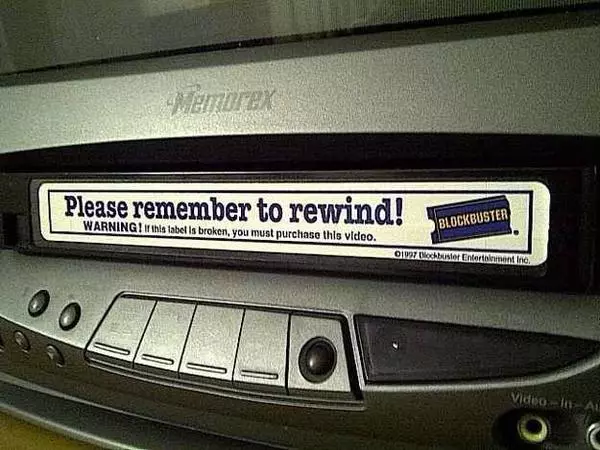 Memorex
Please remember to rewind!
WARNING! If this label is broken, you must purchase this video.
BLOCKBUSTER
©1997 Blockbuster Entertainment Inc.
Video-In-Au